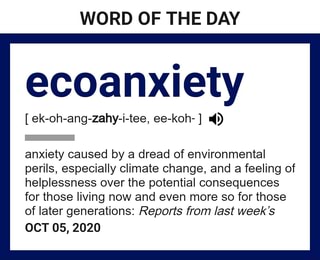 WORD OF THE DAY
ecoanxiety
[ ek-oh-ang-zahy-i-tee, ee-koh- ]
anxiety caused by a dread of environmental
perils, especially climate change, and a feeling of
helplessness over the potential consequences
for those living now and even more so for those
of later generations: Reports from last week's
OCT 05, 2020